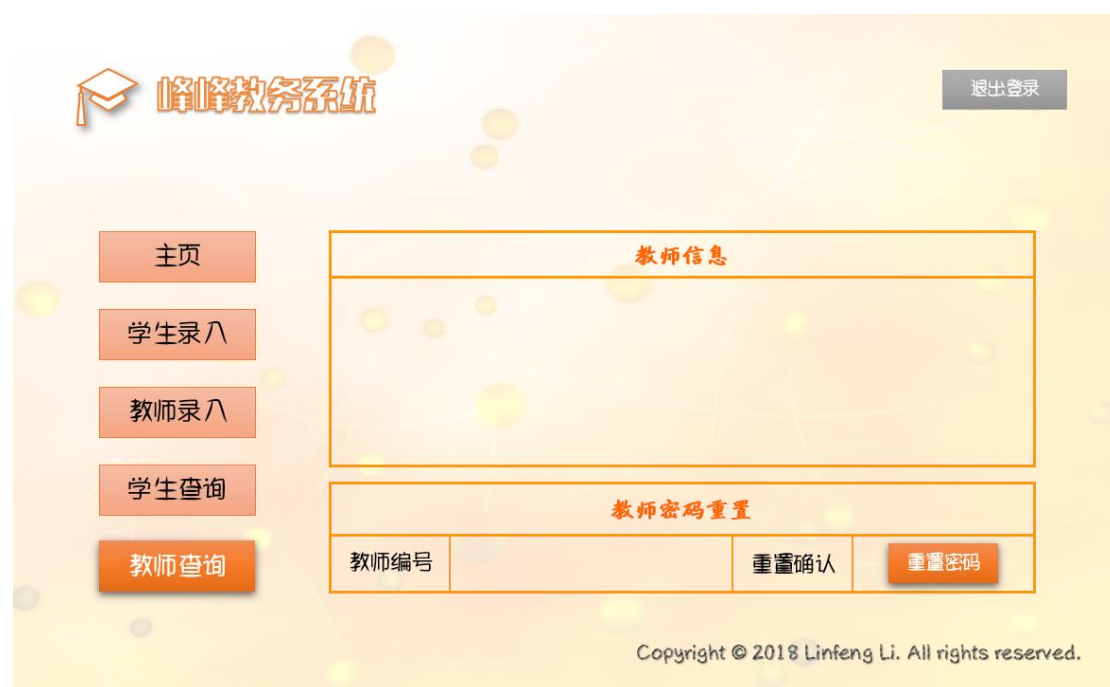 峰峰教务系统
退出登录
主页
学生录入
教师录入
学生查询
教师查询
教师信息
教师密码重置
教师编号
重置确认
重置密码
Copyright © 2018 Linfeng Li. All rights reserved.